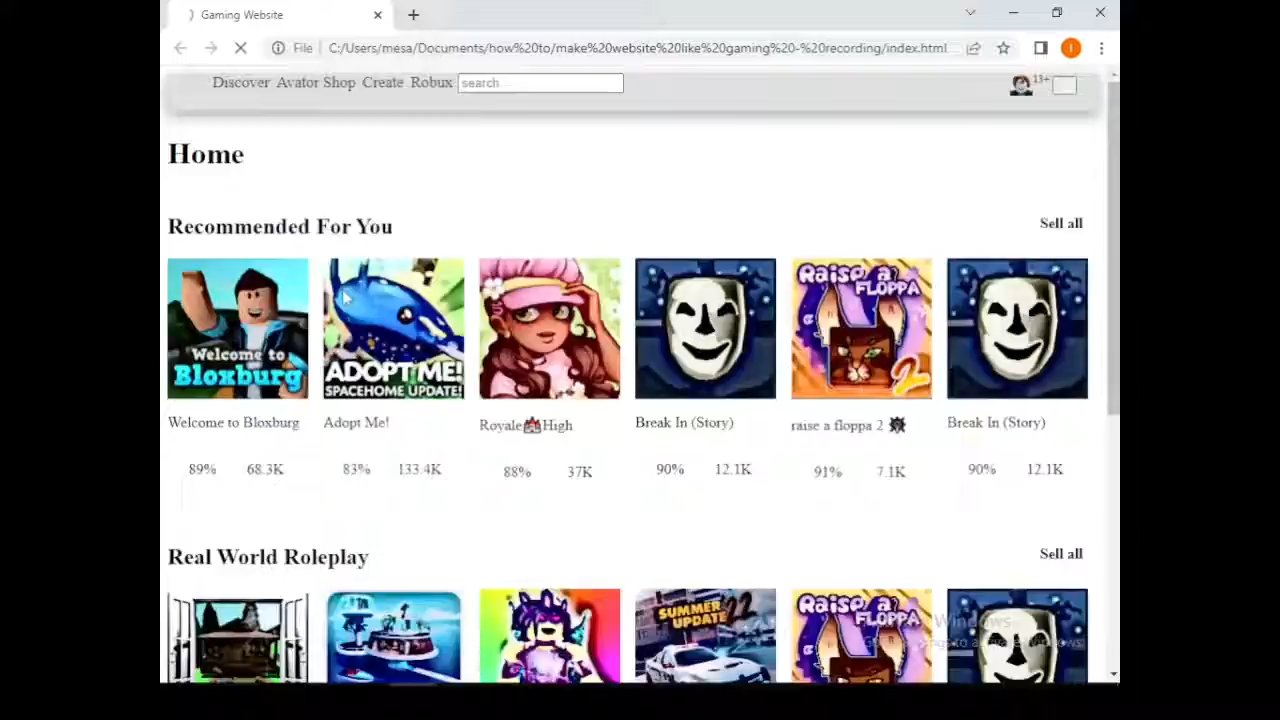 Gaming Website
File C:/Users/mesa/Documents/how%20to/make%20website%20like%20gaming%20-%20recording/index.html
Discover Avator Shop Create Robux search... 13+
Home
Recommended For You Sell all
Welcome to Bloxburg
ADOPT ME! SPACEHOME UPDATE!
RAISE A FLOPPA 2
Welcome to Bloxburg Adopt Me! Royale High Break In (Story) raise a floppa 2 Break In (Story)
89% 68.3K 83% 133.4K 88% 37K 90% 12.1K 91% 7.1K 90% 12.1K
Real World Roleplay Sell all
SUMMER UPDATE
RAISE A FLOPPA
Windows